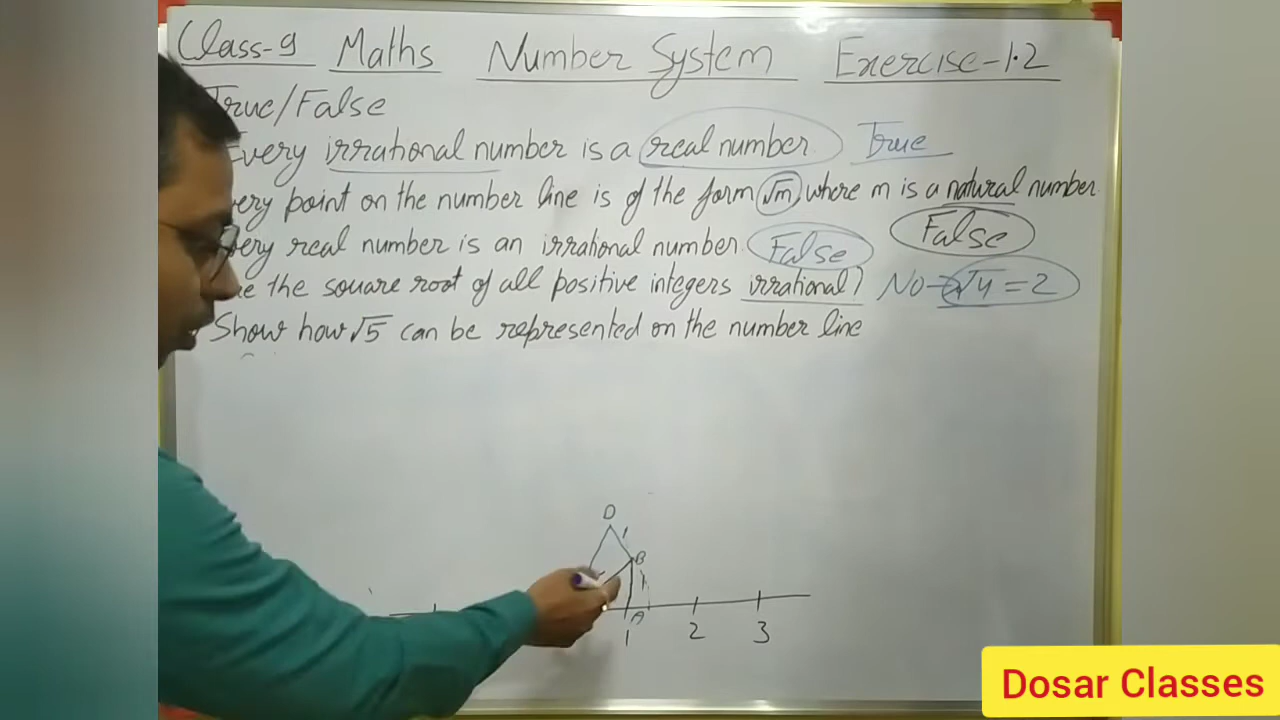 Class-9 Maths Number System Exercise-1.2
True/False
Every irrational number is a real number True
very point on the number line is of the form √m, where m is a natural number
False
very real number is an irrational number False
the square root of all positive integers irrational? No → √4 = 2
Show how √5 can be represented on the number line
D
1
B
1
A
1 2 3
Dosar Classes